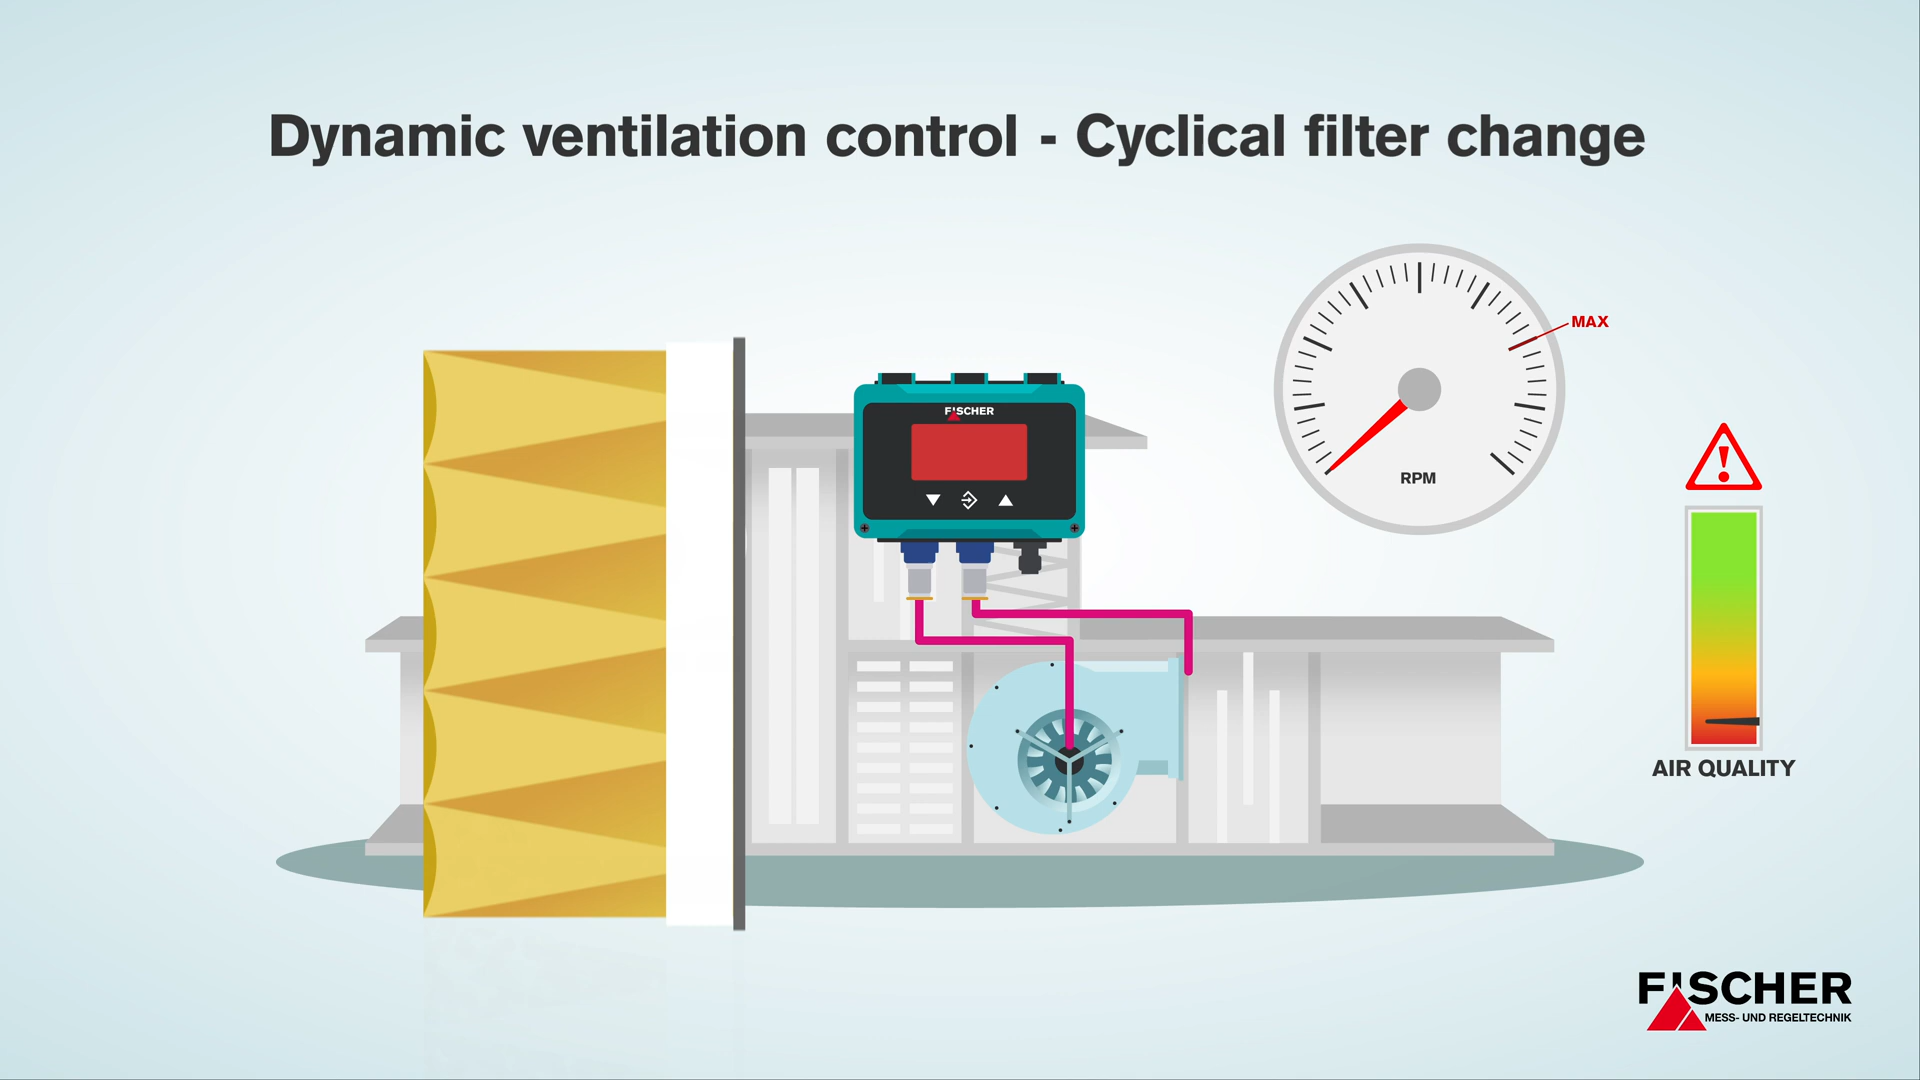 Dynamic ventilation control - Cyclical filter change
MAX
FISCHER
RPM
AIR QUALITY
FISCHER
MESS- UND REGELTECHNIK